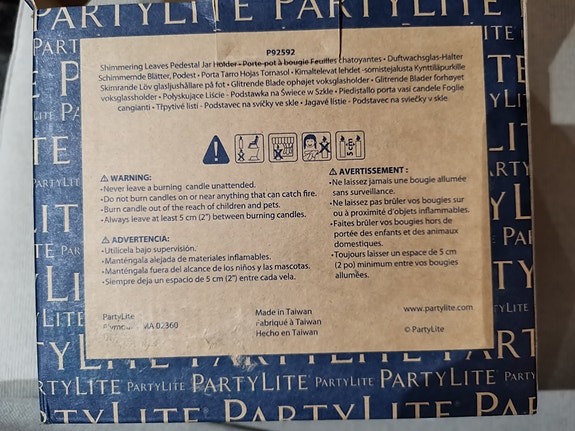 PARTYLITE PARTYLITE
P92592
Shimmering Leaves Pedestal Jar Holder • Porte-pot à bougie Feuilles chatoyantes • Duftwachsglas-Halter
Schimmende Blätter, Podest • Porta Tarro Hojas Tornasol • Kimaltelevat lehdet -somistejalusta Kynttiläpurkille
Skimrande Löv glasljushållare på fot • Glitrende Blade ophøjet voksglasholder • Glitrende Blader forhøyet
voksglassholder • Polyskujące Liście - Podstawka na Świece w Szkle • Piedistallo porta vasi candele Foglie
cangianti • Třpytivé listí - Podstavec na svíčky ve skle • Jagavé listie - Podstavec na sviečky v skle
5 cm
⚠ WARNING:
•Never leave a burning candle unattended.
•Do not burn candles on or near anything that can catch fire.
•Burn candle out of the reach of children and pets.
•Always leave at least 5 cm (2") between burning candles.
⚠ ADVERTENCIA:
•Utilícela bajo supervisión.
•Manténgala alejada de materiales inflamables.
•Manténgala fuera del alcance de los niños y las mascotas.
•Siempre deja un espacio de 5 cm (2") entre cada vela.
⚠ AVERTISSEMENT :
•Ne laissez jamais une bougie allumée
sans surveillance.
•Ne laissez pas brûler vos bougies sur
ou à proximité d'objets inflammables.
•Faites brûler vos bougies hors de
portée des enfants et des animaux
domestiques.
•Toujours laisser un espace de 5 cm
(2 po) minimum entre vos bougies
allumées.
PartyLite
MA 02360
Made in Taiwan
Fabriqué à Taiwan
Hecho en Taiwan
www.partylite.com
© PartyLite
PARTYLITE PARTYLITE PARTYLITE PARTY